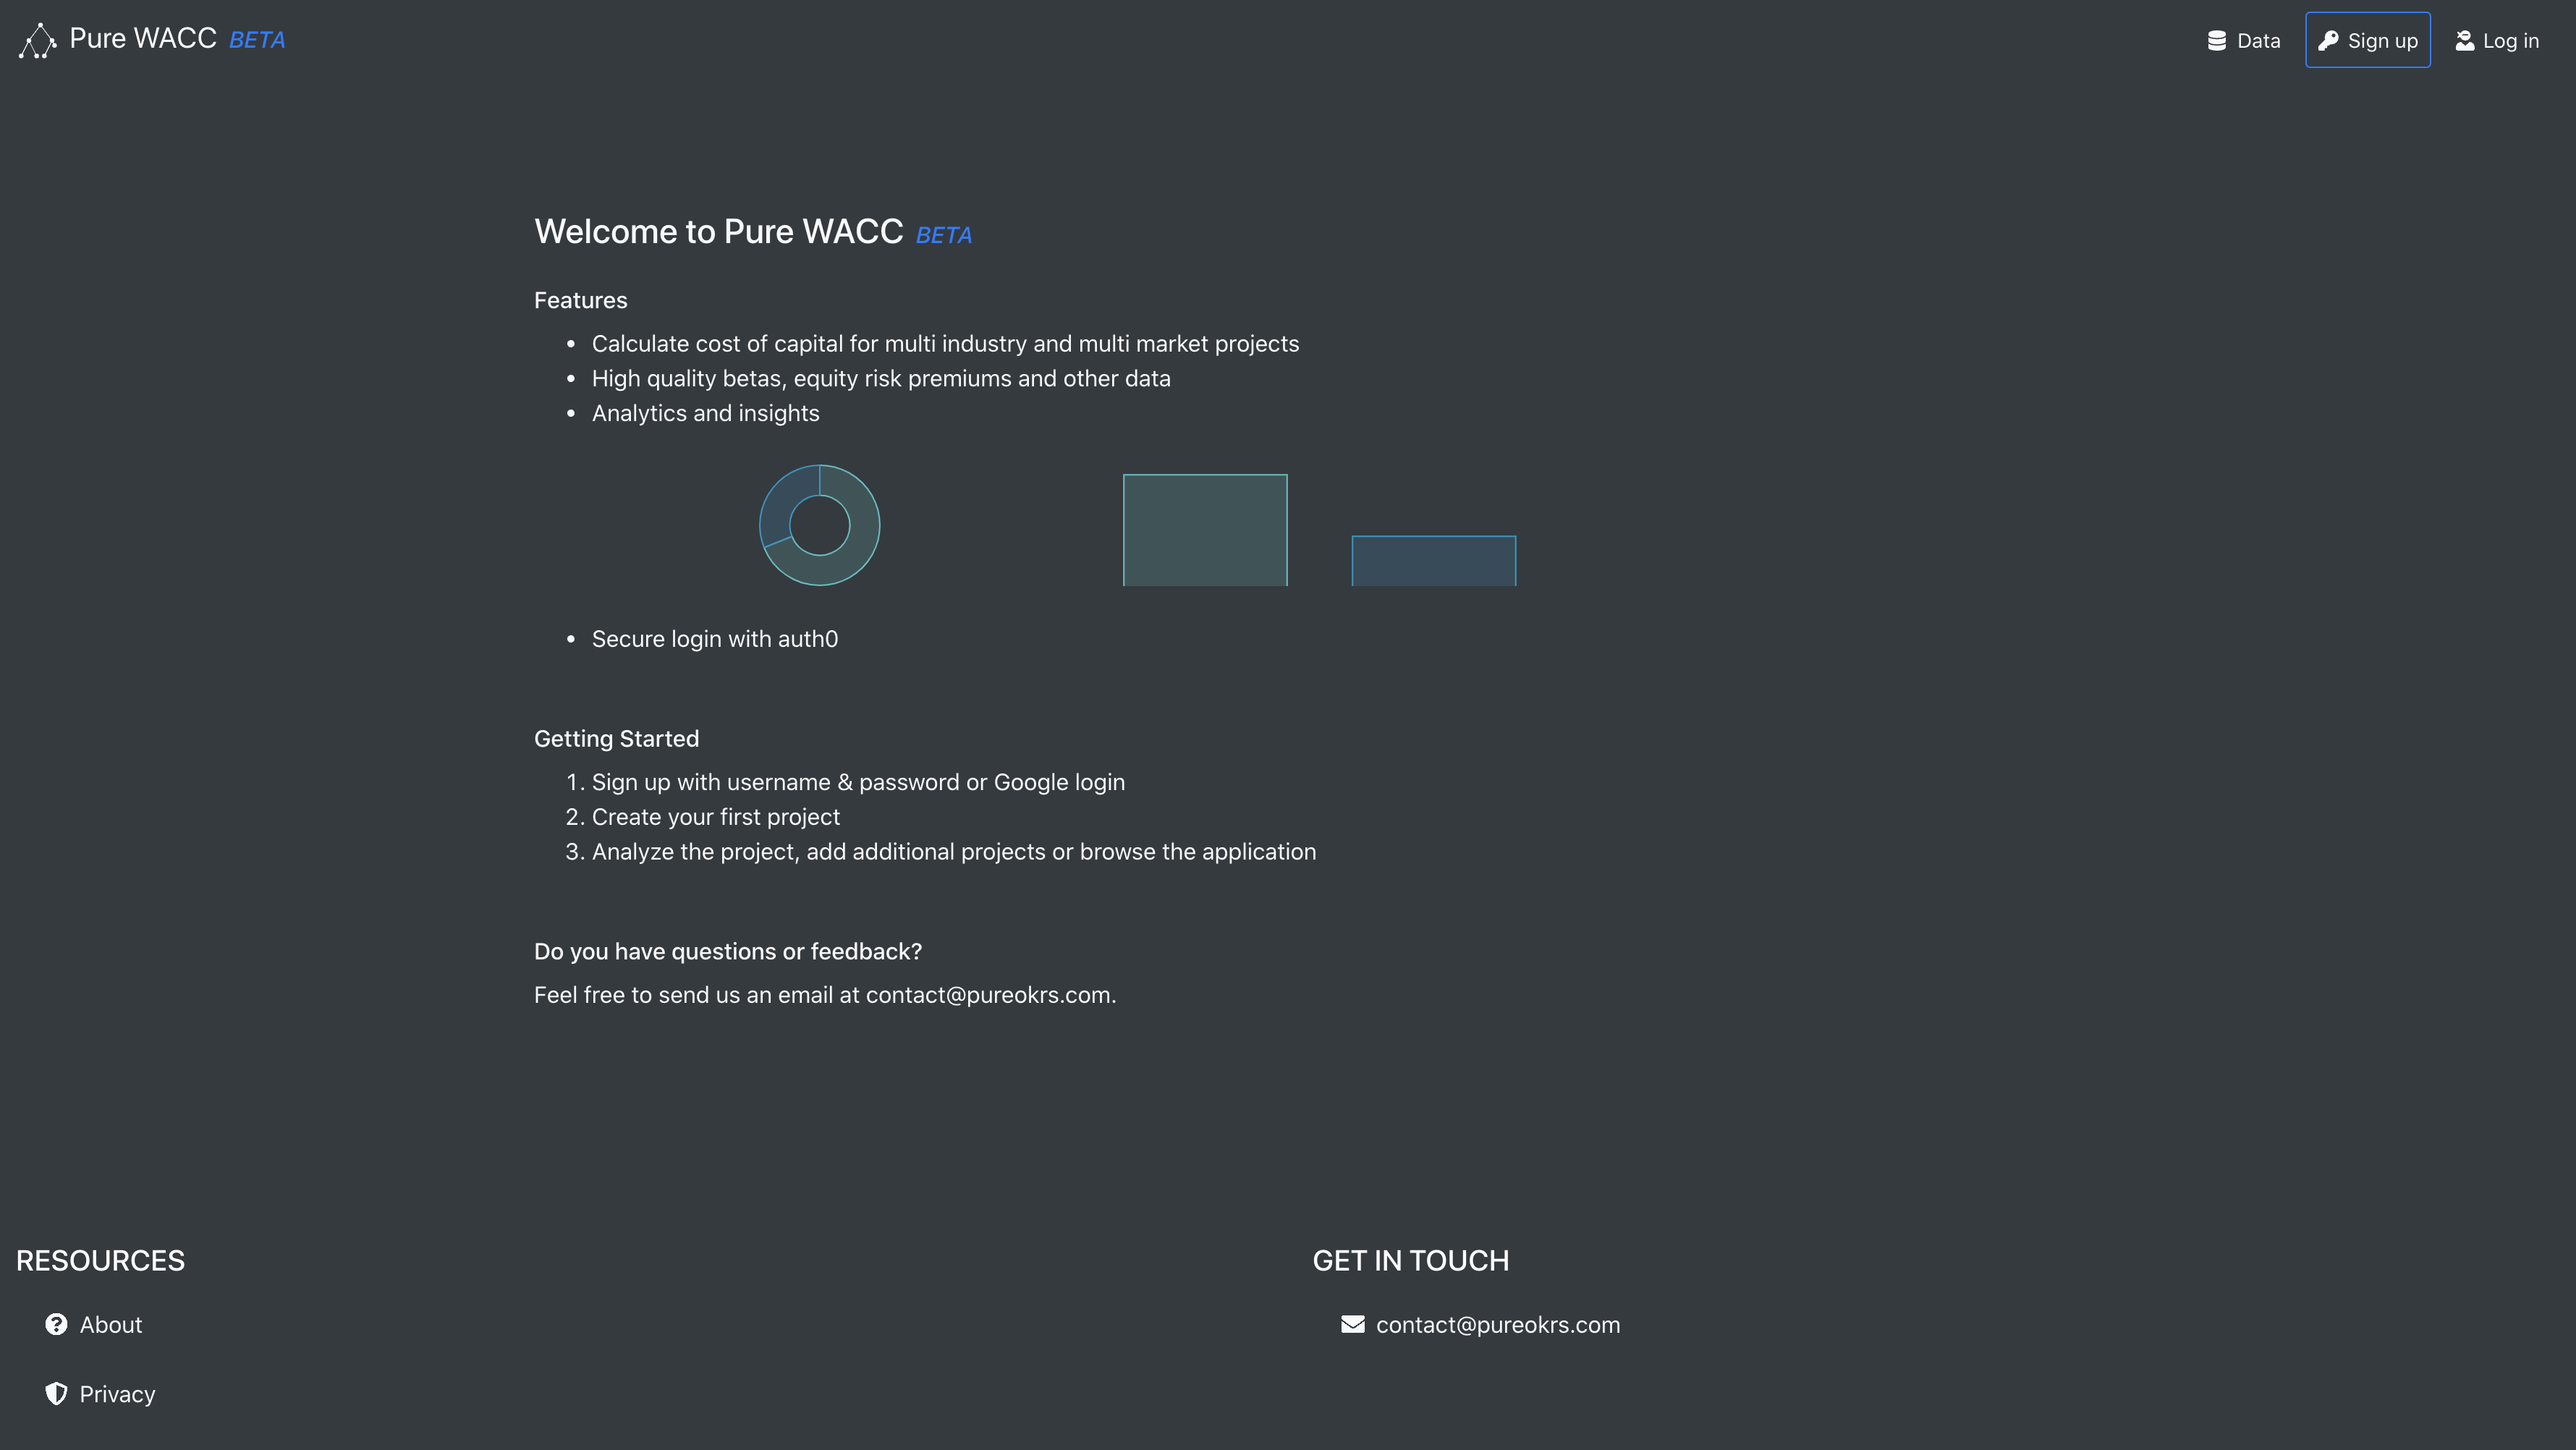 Pure WACC BETA
Data
Sign up
Log in
Welcome to Pure WACC BETA
Features
• Calculate cost of capital for multi industry and multi market projects
• High quality betas, equity risk premiums and other data
• Analytics and insights
• Secure login with auth0
Getting Started
1. Sign up with username & password or Google login
2. Create your first project
3. Analyze the project, add additional projects or browse the application
Do you have questions or feedback?
Feel free to send us an email at contact@pureokrs.com.
RESOURCES
About
Privacy
GET IN TOUCH
contact@pureokrs.com